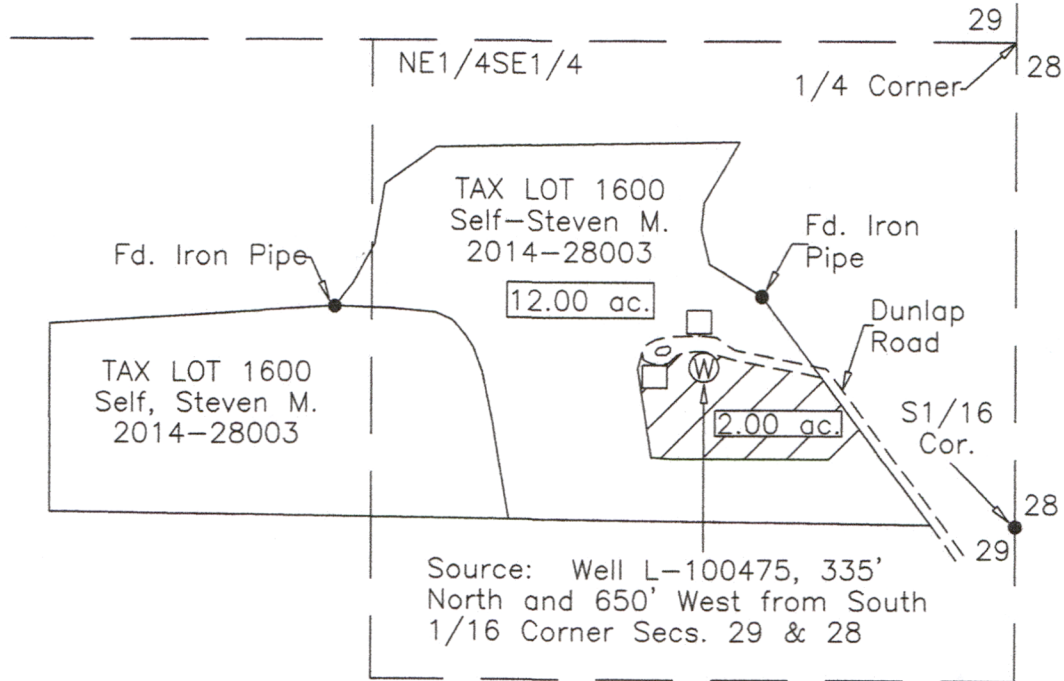 29
NE1/4SE1/4
1/4 Corner
28
TAX LOT 1600
Self-Steven M.
2014-28003
Fd. Iron Pipe
Fd. Iron
Pipe
12.00 ac.
Dunlap
Road
TAX LOT 1600
Self, Steven M.
2014-28003
W
2.00 ac.
S1/16
Cor.
28
29
Source: Well L-100475, 335'
North and 650' West from South
1/16 Corner Secs. 29 & 28